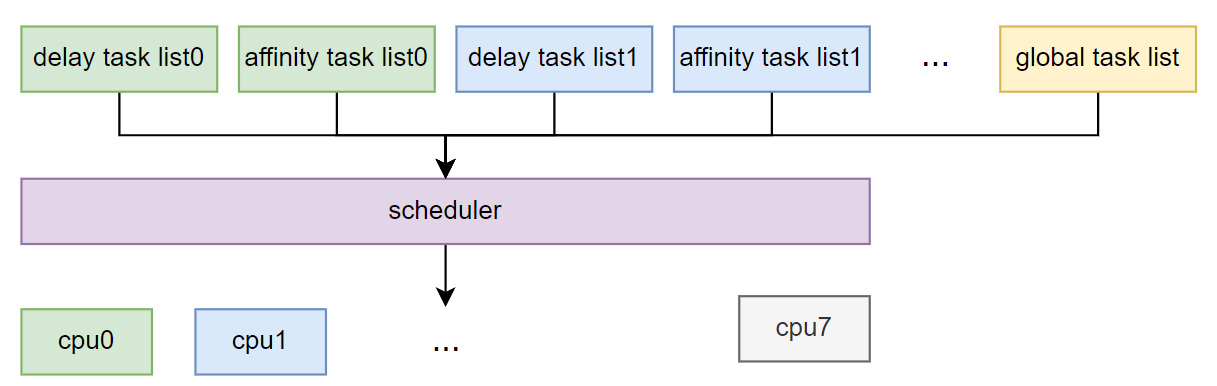 delay task list0
affinity task list0
delay task list1
affinity task list1
...
global task list
scheduler
cpu0
cpu1
...
cpu7